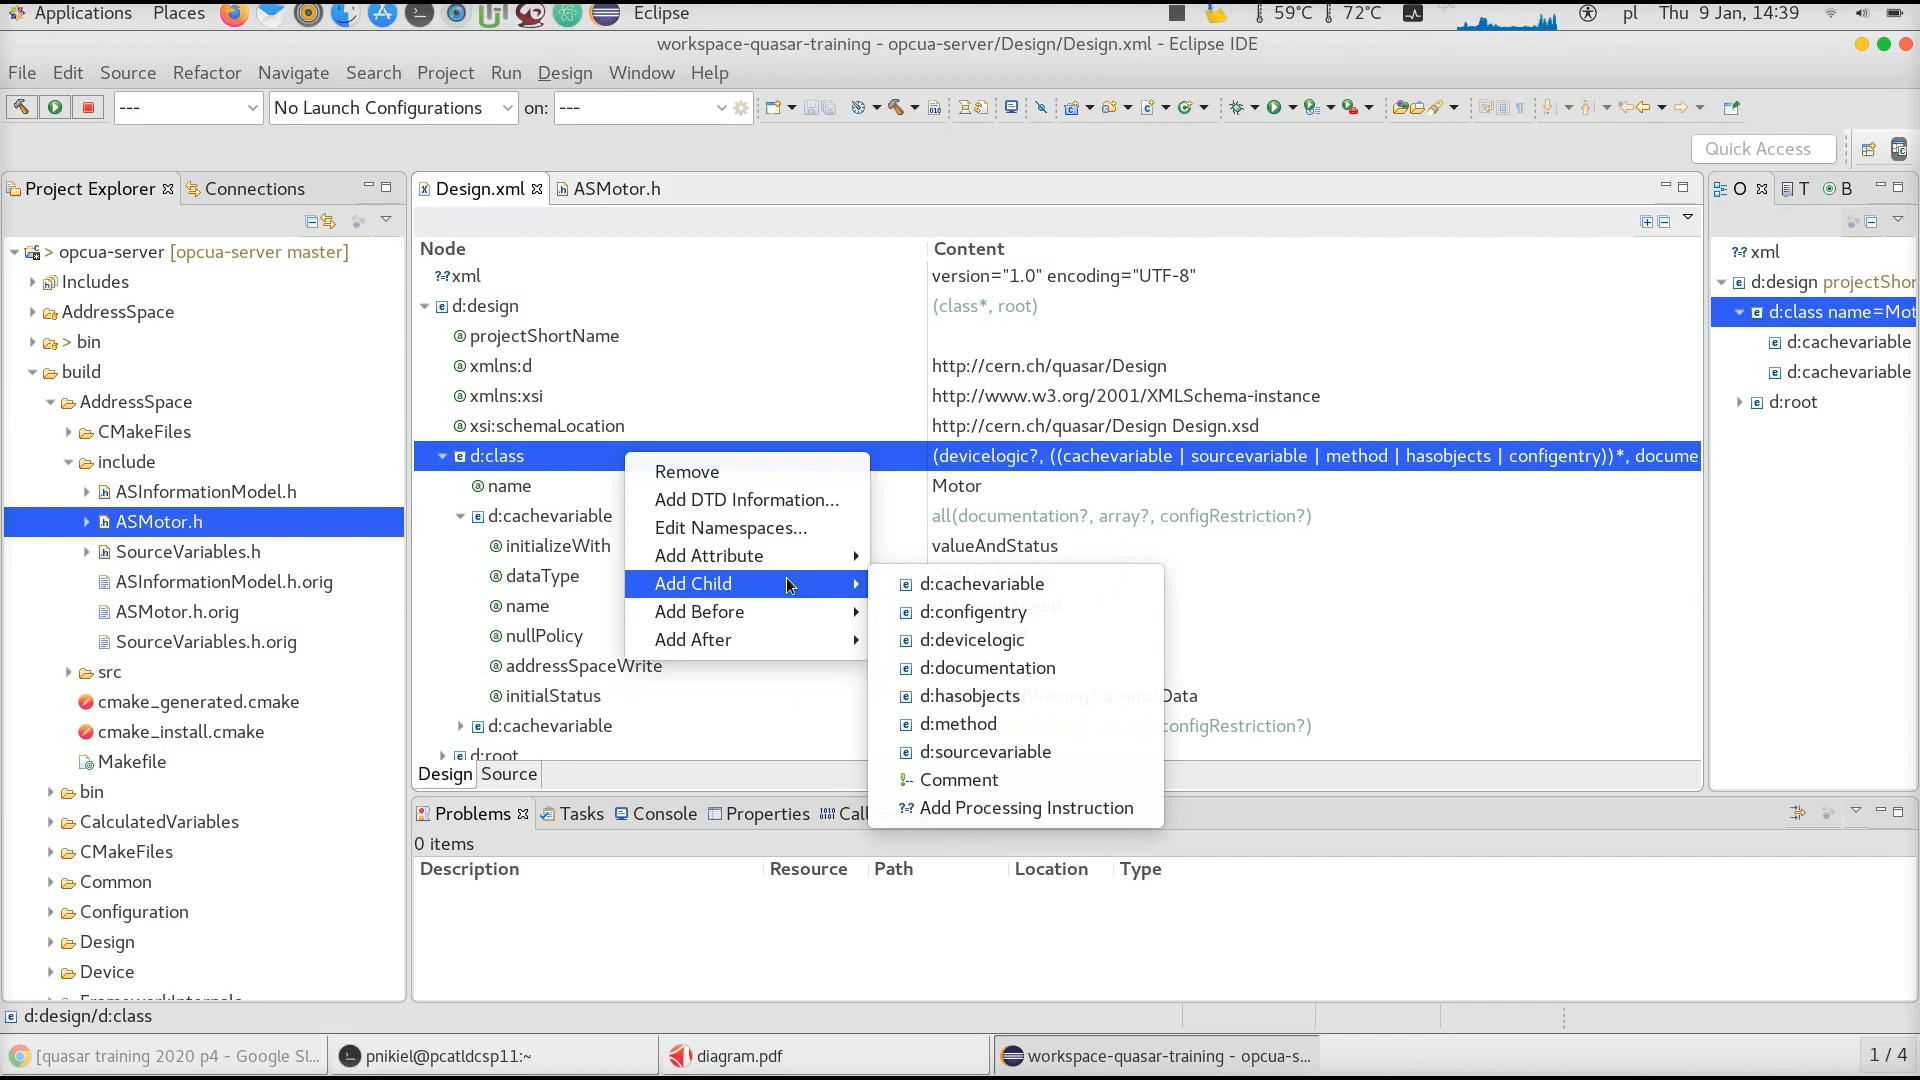 Applications Places Eclipse 59°C 72°C pl Thu 9 Jan, 14:39
workspace-quasar-training - opcua-server/Design/Design.xml - Eclipse IDE
File Edit Source Refactor Navigate Search Project Run Design Window Help
--- No Launch Configurations on: ---
Quick Access
Project Explorer Connections
> opcua-server [opcua-server master]
Includes
AddressSpace
> bin
build
AddressSpace
CMakeFiles
include
ASInformationModel.h
ASMotor.h
SourceVariables.h
ASInformationModel.h.orig
ASMotor.h.orig
SourceVariables.h.orig
src
cmake_generated.cmake
cmake_install.cmake
Makefile
bin
CalculatedVariables
CMakeFiles
Common
Configuration
Design
Device
Design.xml ASMotor.h
Node Content
xml version="1.0" encoding="UTF-8"
d:design (class*, root)
projectShortName
xmlns:d http://cern.ch/quasar/Design
xmlns:xsi http://www.w3.org/2001/XMLSchema-instance
xsi:schemaLocation http://cern.ch/quasar/Design Design.xsd
d:class (devicelogic?, ((cachevariable | sourcevariable | method | hasobjects | configentry))*, docume
name Motor
d:cachevariable all(documentation?, array?, configRestriction?)
initializeWith valueAndStatus
dataType
name
nullPolicy
addressSpaceWrite
initialStatus Data
d:cachevariable configRestriction?)
d:root
Design Source
Remove
Add DTD Information...
Edit Namespaces...
Add Attribute
Add Child
Add Before
Add After
d:cachevariable
d:configentry
d:devicelogic
d:documentation
d:hasobjects
d:method
d:sourcevariable
Comment
Add Processing Instruction
O T B
xml
d:design projectShor
d:class name=Mot
d:cachevariable
d:cachevariable
d:root
Problems Tasks Console Properties Call
0 items
Description Resource Path Location Type
d:design/d:class
[quasar training 2020 p4 - Google Sl... pnikiel@pcatldcsp11:~ diagram.pdf workspace-quasar-training - opcua-s... 1 / 4